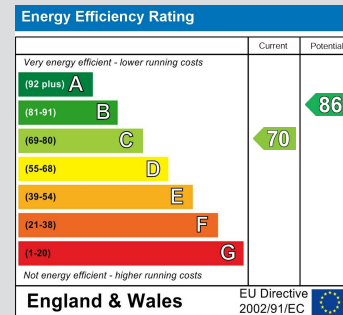 Energy Efficiency Rating
Current Potential
Very energy efficient - lower running costs
(92 plus) A
(81-91) B
(69-80) C
(55-68) D
(39-54) E
(21-38) F
(1-20) G
70
86
Not energy efficient - higher running costs
England & Wales
EU Directive
2002/91/EC